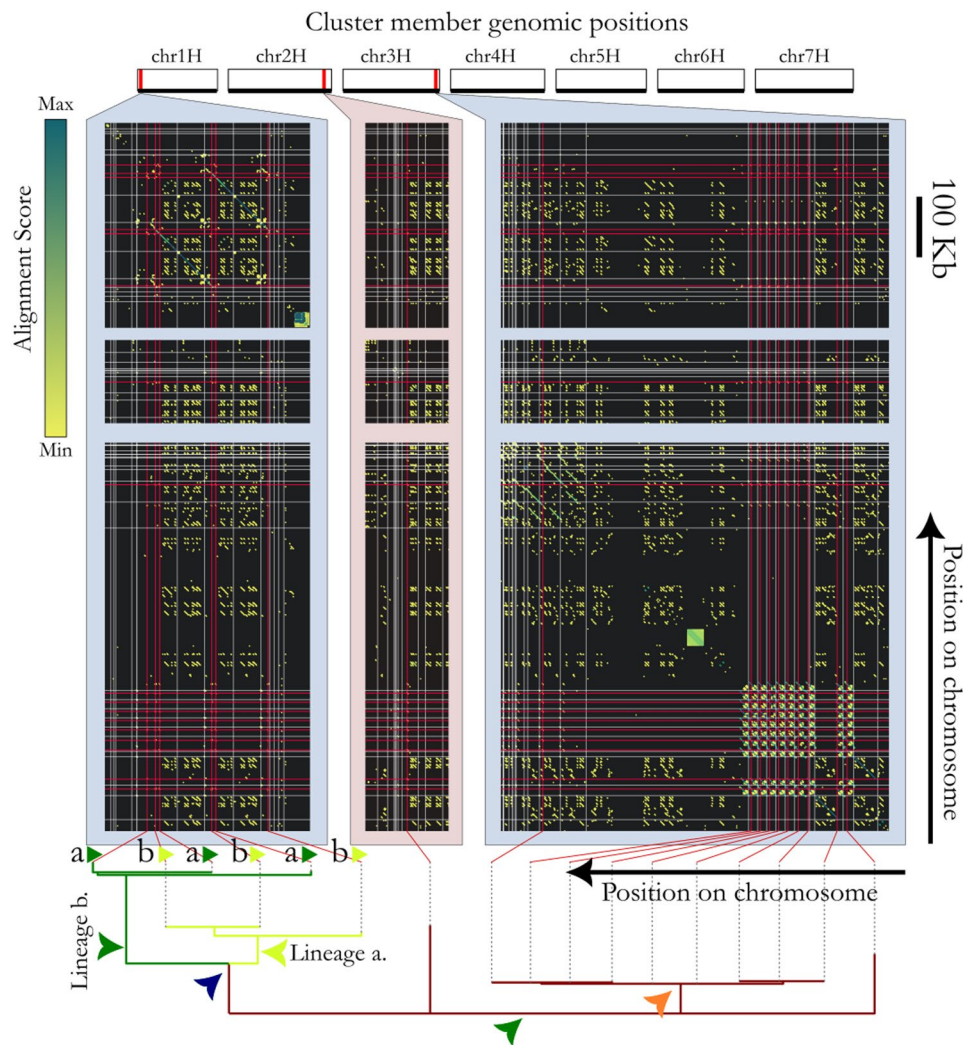 Cluster member genomic positions
chr1H chr2H chr3H chr4H chr5H chr6H chr7H
Max
Alignment Score
Min
100 Kb
Position on chromosome
a b a b a b
Position on chromosome
Lineage b.
Lineage a.